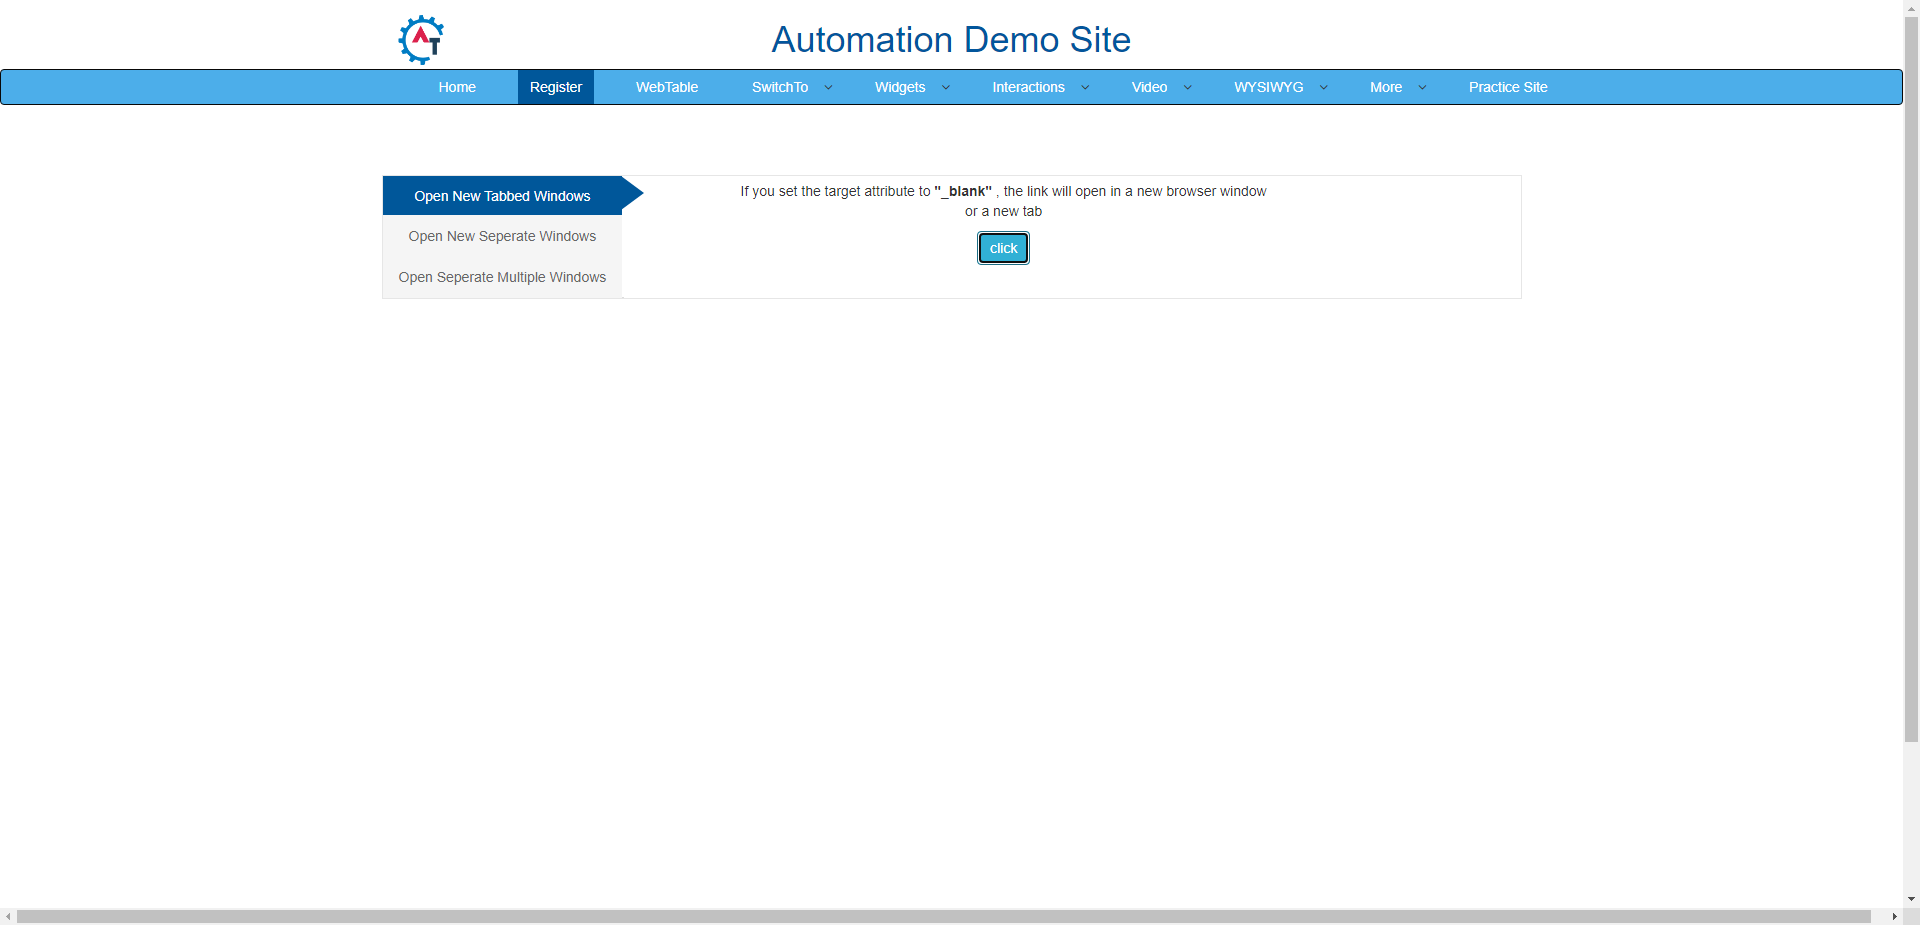 AT
Automation Demo Site
Home Register WebTable SwitchTo Widgets Interactions Video WYSIWYG More Practice Site
Open New Tabbed Windows
Open New Seperate Windows
Open Seperate Multiple Windows
If you set the target attribute to "_blank" , the link will open in a new browser window
or a new tab
click